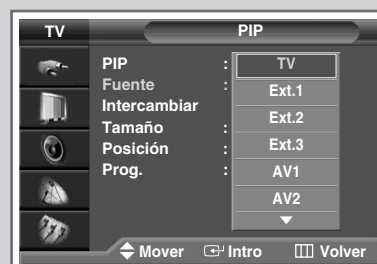 TV PIP
PIP : TV
Fuente : Ext.1
Intercambiar Ext.2
Tamaño : Ext.3
Posición : AV1
Prog. : AV2
Mover Intro Volver